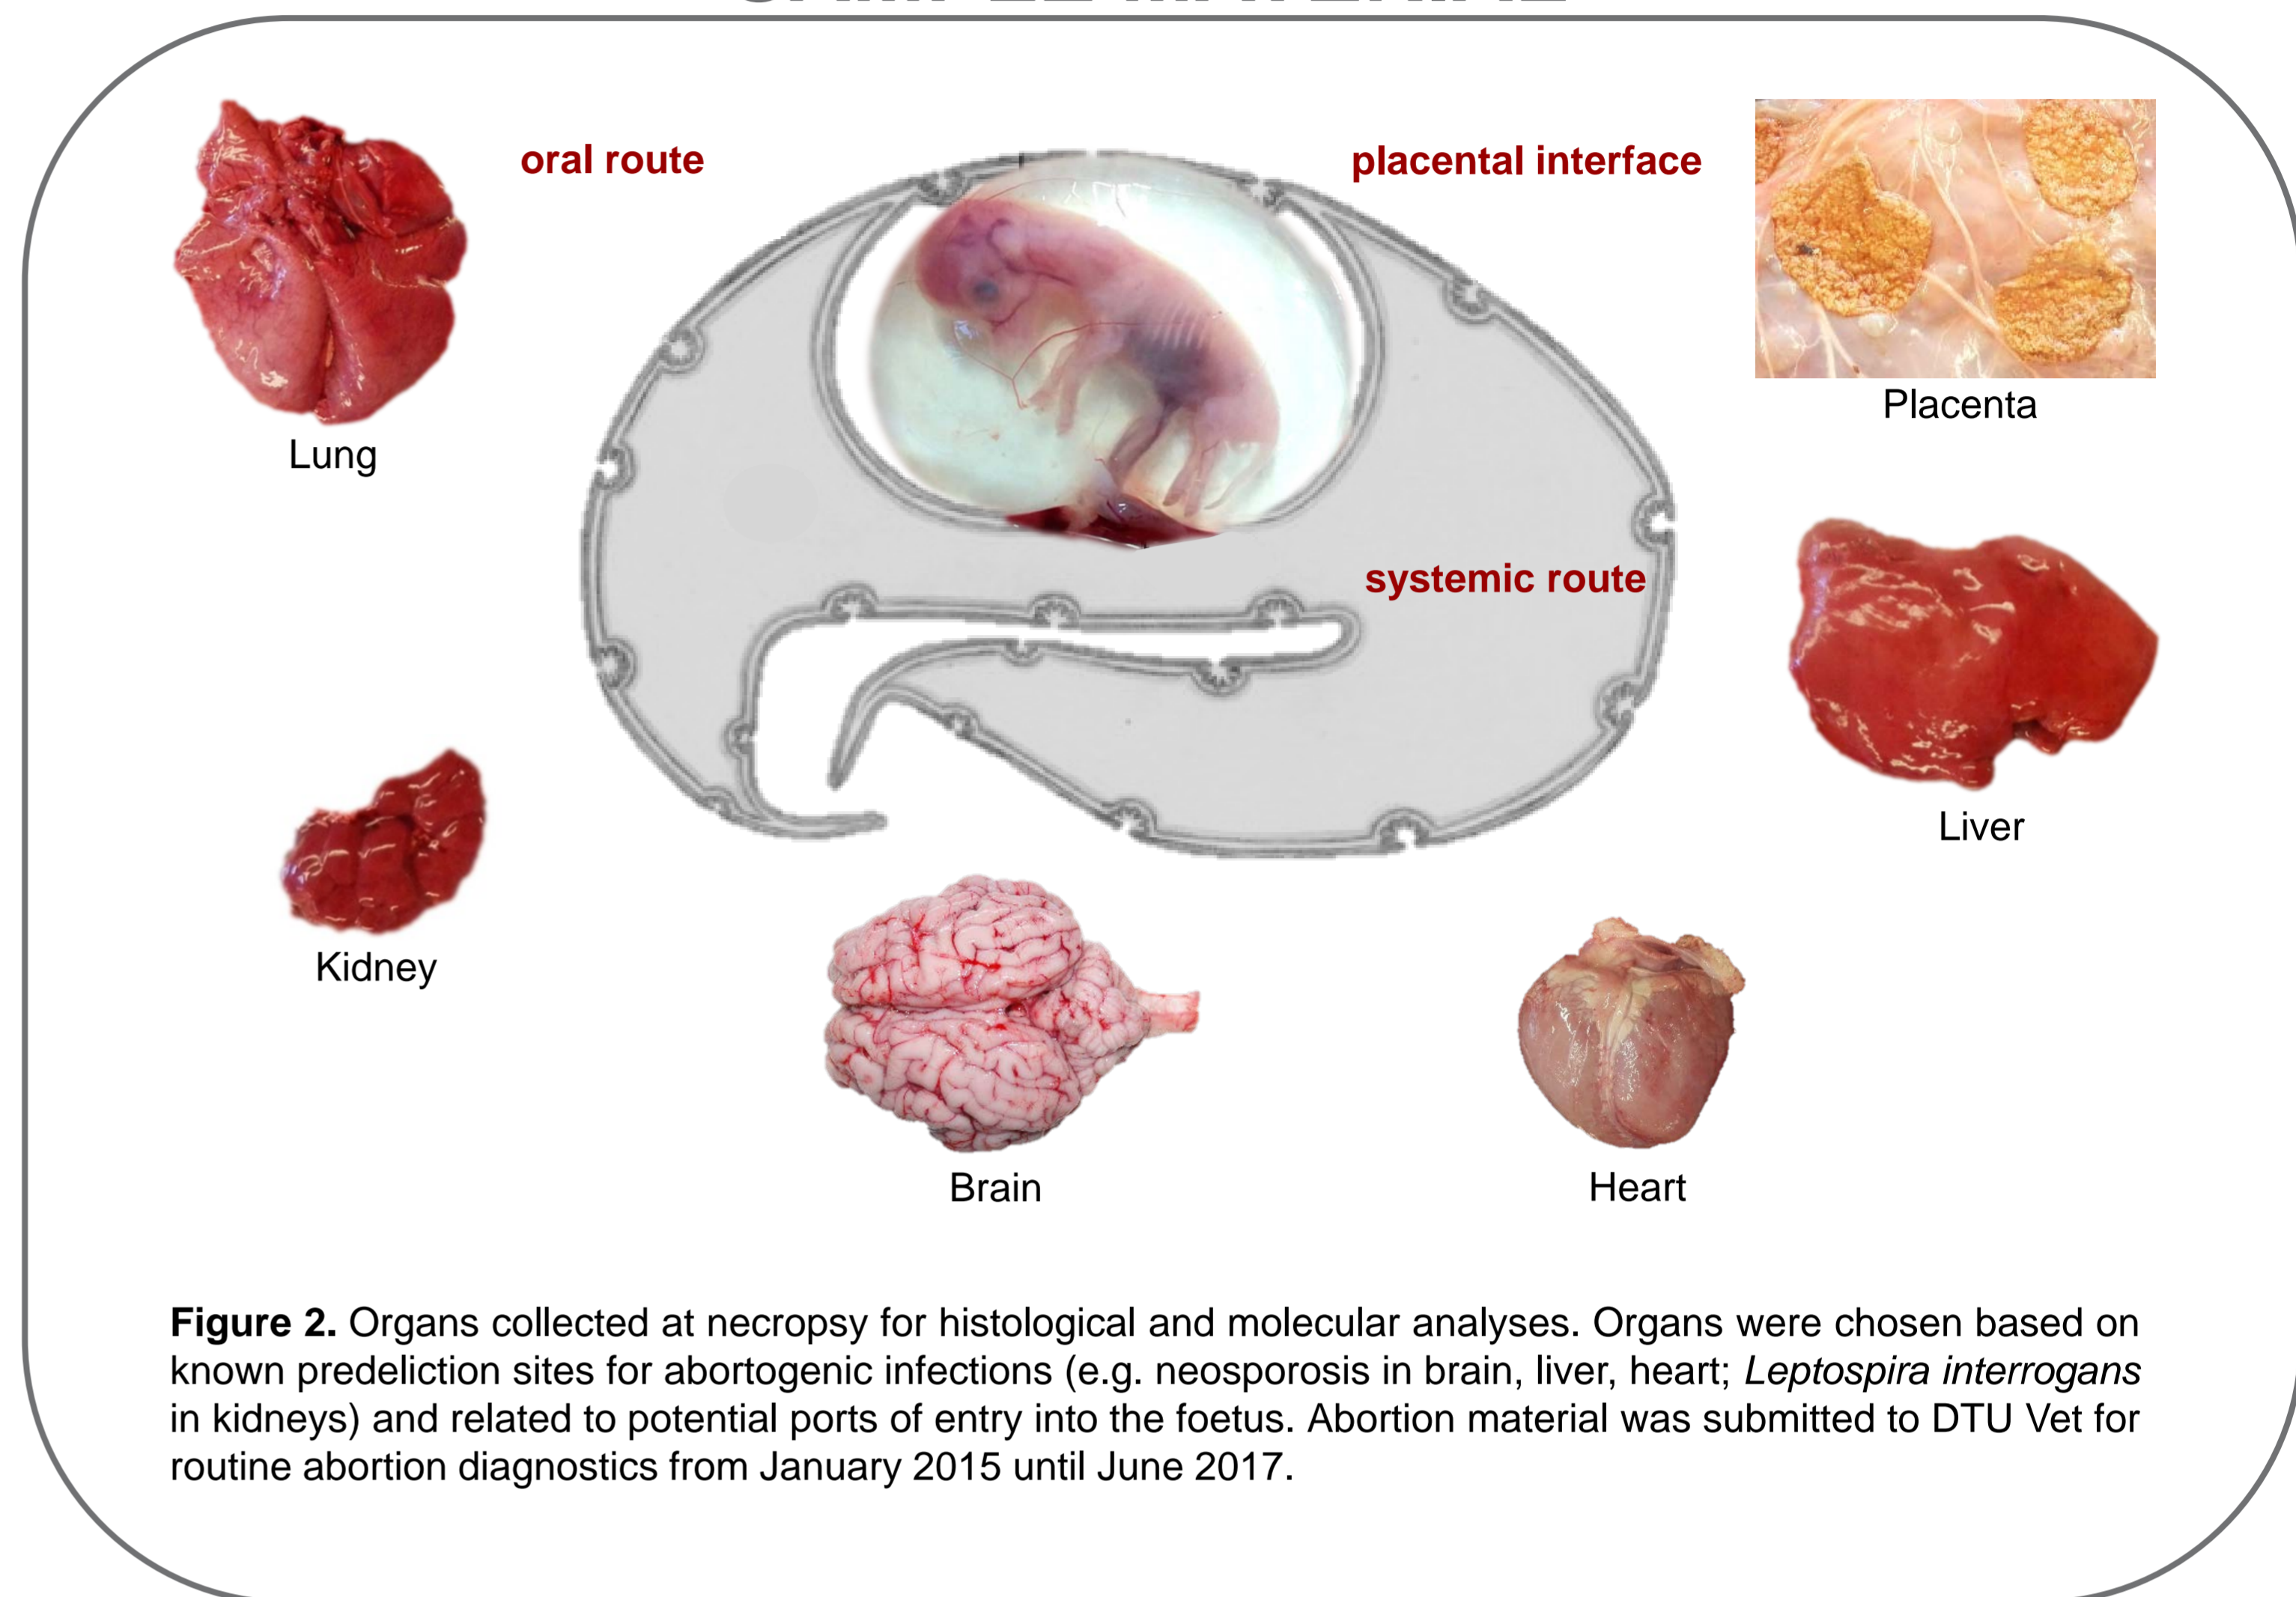 oral route
placental interface
Placenta
Lung
systemic route
Liver
Kidney
Brain
Heart
Figure 2. Organs collected at necropsy for histological and molecular analyses. Organs were chosen based on
known predeliction sites for abortogenic infections (e.g. neosporosis in brain, liver, heart; Leptospira interrogans
in kidneys) and related to potential ports of entry into the foetus. Abortion material was submitted to DTU Vet for
routine abortion diagnostics from January 2015 until June 2017.